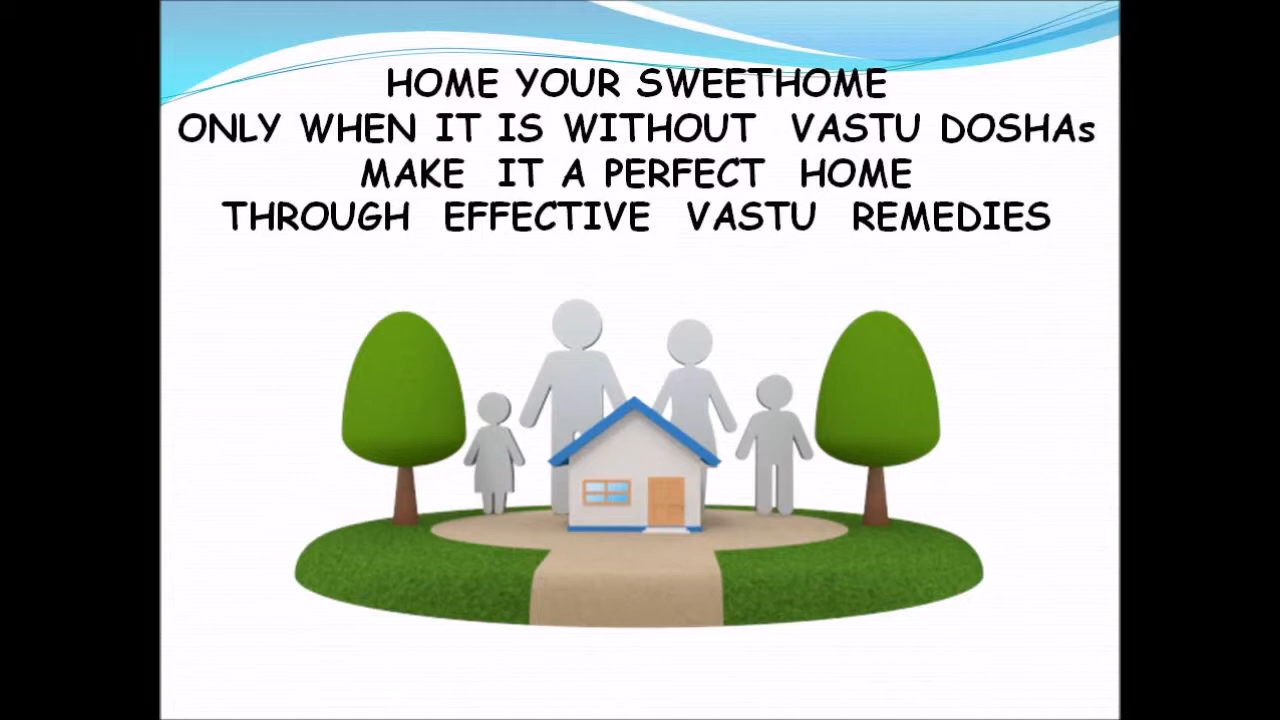 HOME YOUR SWEETHOME
ONLY WHEN IT IS WITHOUT VASTU DOSHAs
MAKE IT A PERFECT HOME
THROUGH EFFECTIVE VASTU REMEDIES